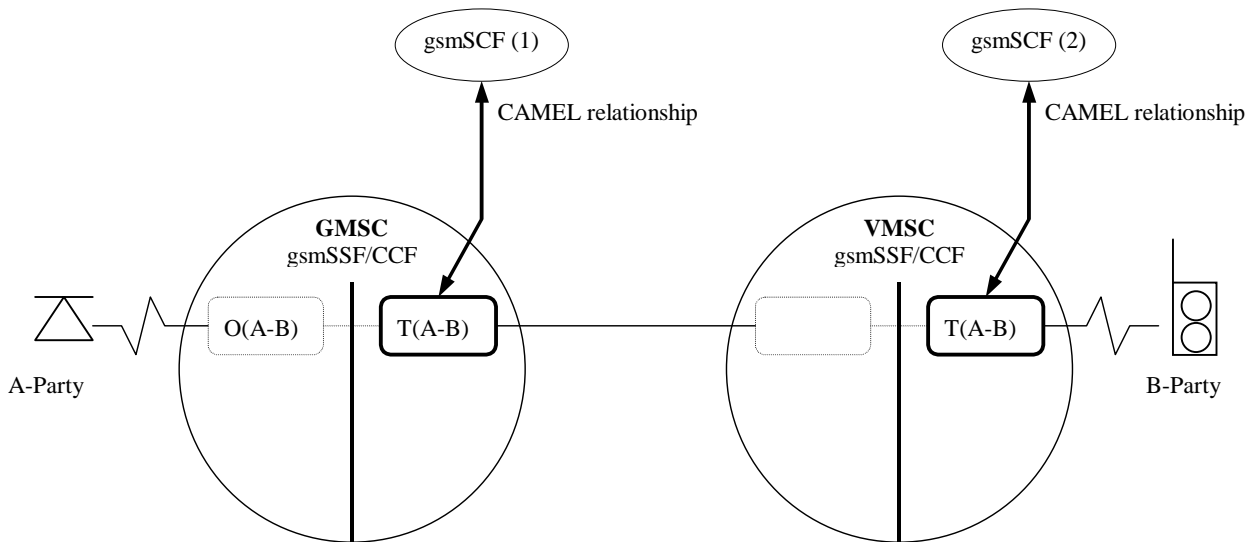 gsmSCF (1)
gsmSCF (2)
CAMEL relationship
CAMEL relationship
GMSC
gsmSSF/CCF
VMSC
gsmSSF/CCF
O(A-B)
T(A-B)
T(A-B)
A-Party
B-Party